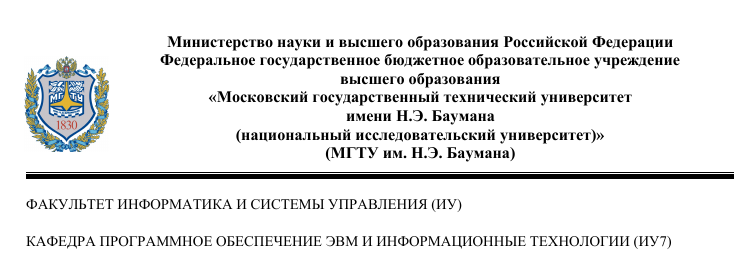 Министерство науки и высшего образования Российской Федерации
Федеральное государственное бюджетное образовательное учреждение
высшего образования
«Московский государственный технический университет
имени Н.Э. Баумана
(национальный исследовательский университет)»
(МГТУ им. Н.Э. Баумана)
1830
ФАКУЛЬТЕТ ИНФОРМАТИКА И СИСТЕМЫ УПРАВЛЕНИЯ (ИУ)
КАФЕДРА ПРОГРАММНОЕ ОБЕСПЕЧЕНИЕ ЭВМ И ИНФОРМАЦИОННЫЕ ТЕХНОЛОГИИ (ИУ7)